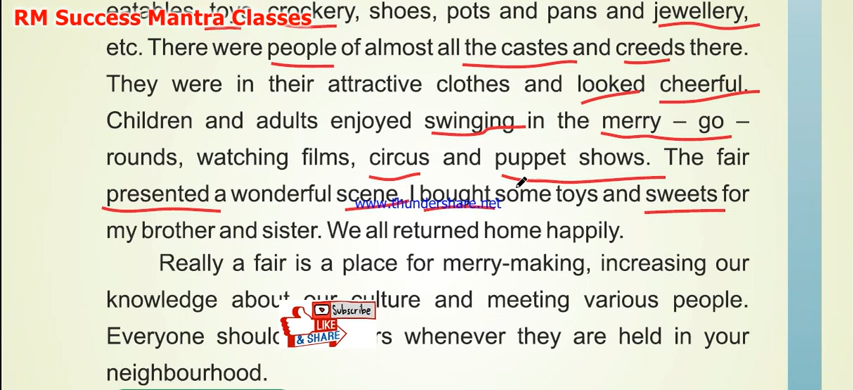 RM Success Mantra Classes
eatables, toys, crockery, shoes, pots and pans and jewellery,
etc. There were people of almost all the castes and creeds there.
They were in their attractive clothes and looked cheerful.
Children and adults enjoyed swinging in the merry – go –
rounds, watching films, circus and puppet shows. The fair
presented a wonderful scene. I bought some toys and sweets for
www.thundershare.net
my brother and sister. We all returned home happily.
Really a fair is a place for merry-making, increasing our
knowledge about our culture and meeting various people.
Subscribe
LIKE
& SHARE
Everyone whenever they are held in your
neighbourhood.